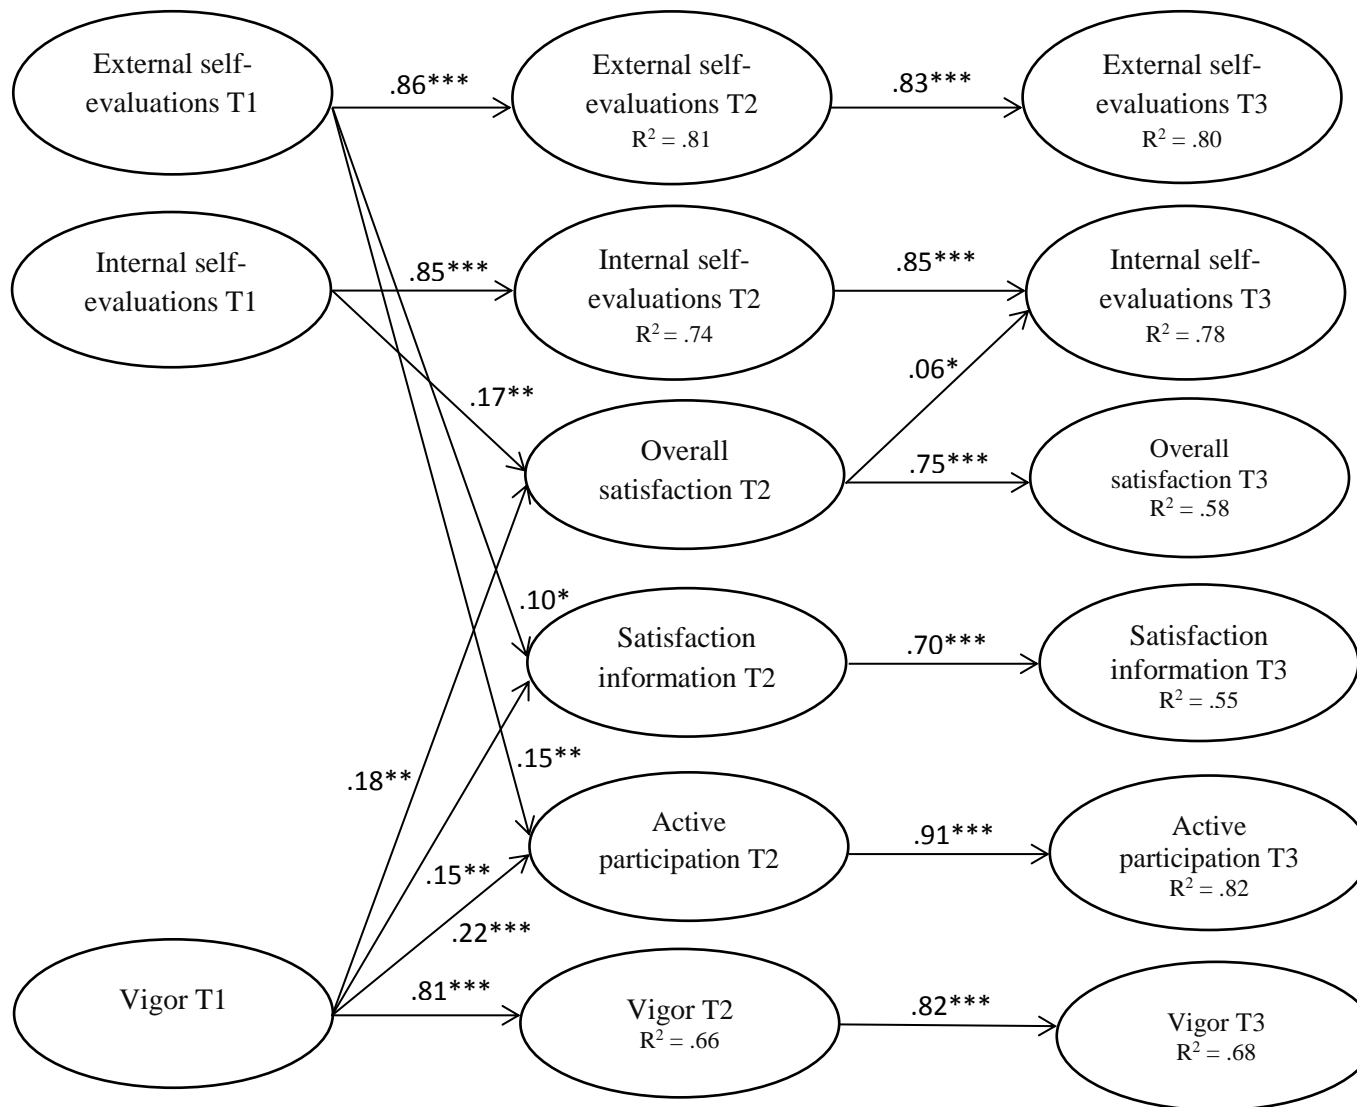 External self-
evaluations T1
.86***
External self-
evaluations T2
R² = .81
.83***
External self-
evaluations T3
R² = .80
Internal self-
evaluations T1
.85***
Internal self-
evaluations T2
R² = .74
.85***
Internal self-
evaluations T3
R² = .78
.17**
.06*
Overall
satisfaction T2
.75***
Overall
satisfaction T3
R² = .58
.10*
Satisfaction
information T2
.70***
Satisfaction
information T3
R² = .55
.18**
.15**
Active
participation T2
.91***
Active
participation T3
R² = .82
.15**
.22***
Vigor T1
.81***
Vigor T2
R² = .66
.82***
Vigor T3
R² = .68